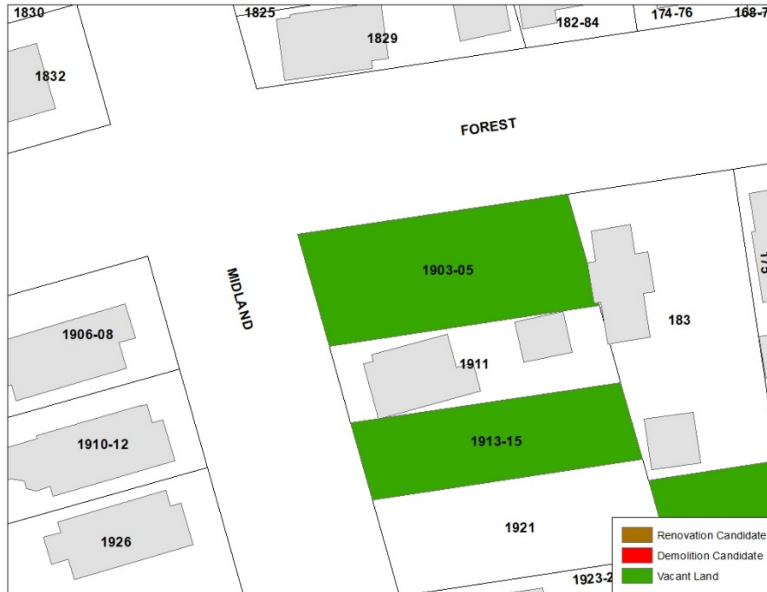 1830
1825
1829
182-84
174-76
1832
FOREST
MIDLAND
1903-05
183
1906-08
1911
1910-12
1913-15
1926
1921
Renovation Candidate
Demolition Candidate
Vacant Land